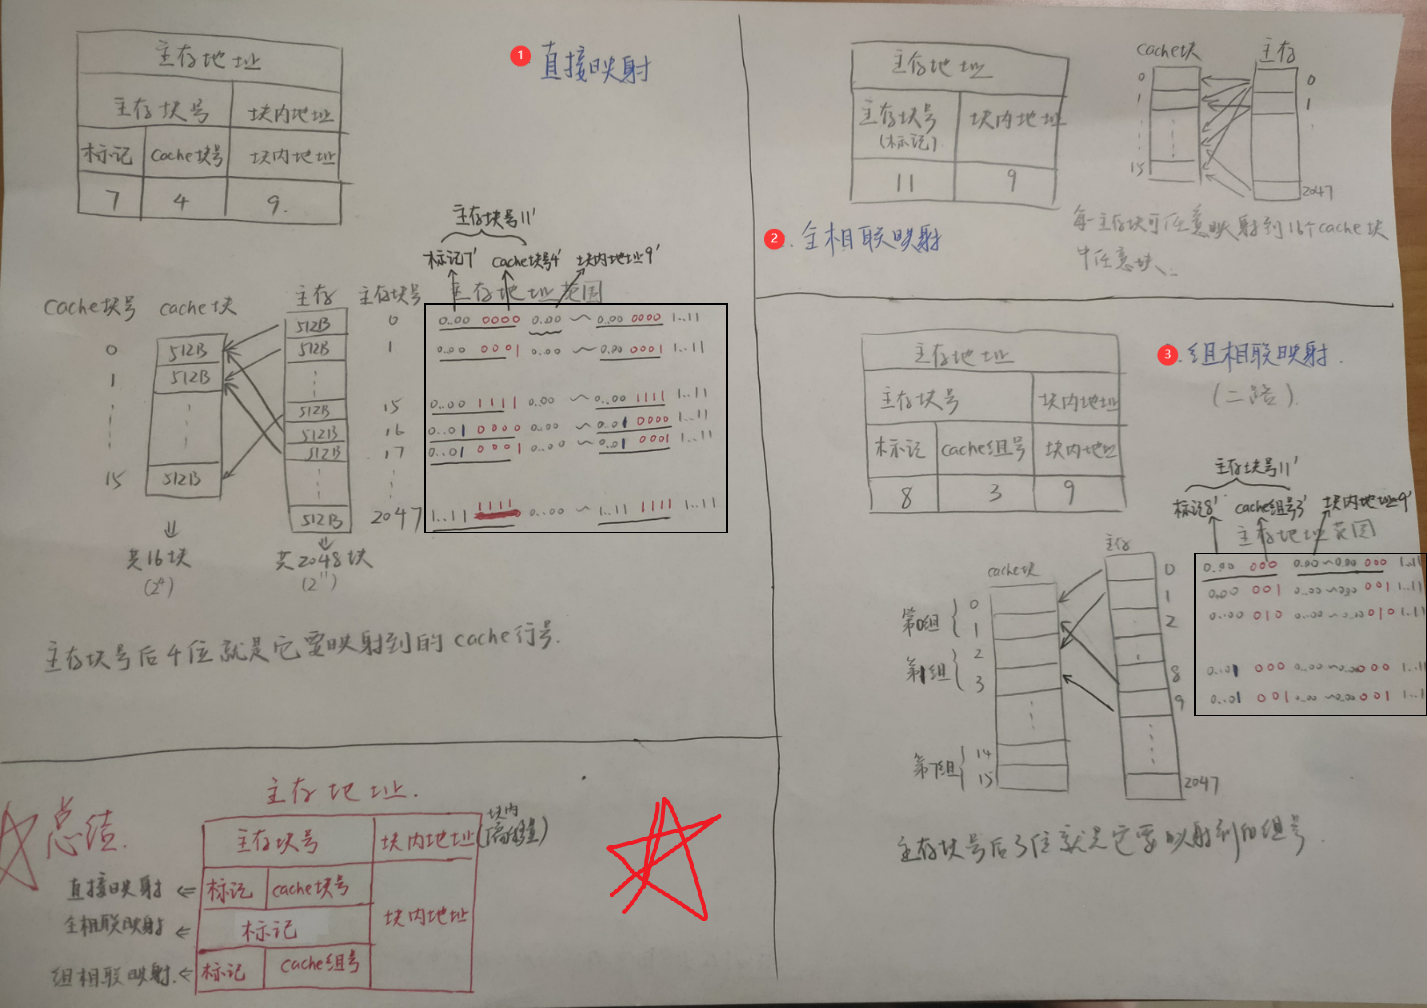 主存地址
主存块号 块内地址
标记 cache块号 块内地址
7 4 9.
1 直接映射
主存块号11'
标记7' cache块号4' 块内地址9'
cache块号 cache块 主存 主存块号 主存地址范围
512B 0 0..00 0000 0.00 ~ 0.00 0000 1..11
0 512B 512B 1 0..00 0001 0.00 ~ 0.00 0001 1..11
1 512B
512B 15 0..00 1111 0..00 ~ 0..00 1111 1..11
512B 16 0..01 0000 0..00 ~ 0..01 0000 1..11
512B 17 0..01 0001 0..00 ~ 0.01 0001 1..11
15 512B
512B 2047 1..11 1111 0...00 ~ 1..11 1111 1..11
共16块 共2048块
(2⁴) (2¹¹)
主存块号后4位就是它要映射到的cache行号.
主存地址
主存块号 块内地址
(标记)
11 9
2 . 全相联映射
cache块 主存
0 0
1 1
15
2047
每一主存块可任意映射到16个cache块
中任意块、
3 .组相联映射.
(二路).
主存地址
主存块号 块内地址
标记 cache组号 块内地址
8 3 9
主存块号11'
标记8' cache组号3' 块内地址9'
主存地址范围
cache块 主存
0 0.00 000 0.00~0.00 000 1..11
1 0.00 001 0..00~0.00 001 1..11
2 0..00 010 0..00~0..00 010 1..11
8 0..01 000 0..00~0.00 00 1..11
9 0...01 001 0..00~0.00 001 1..1
2047
第0组 0
1
第1组 2
3
第7组 14
15
主存块号后3位就是它要映射到的组号.
总结.
主存地址.
主存块号 块内地址 (块内偏移量)
直接映射 ← 标记 cache块号 块内地址
全相联映射 ← 标记
组相联映射. ← 标记 cache组号